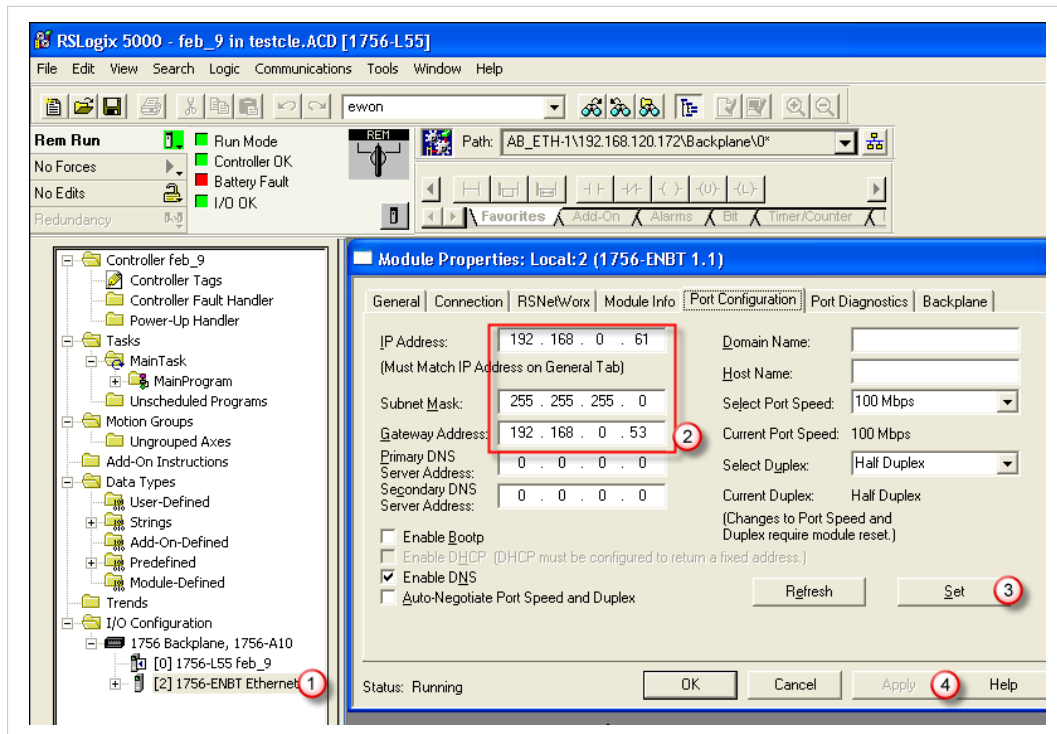 RSLogix 5000 - feb_9 in testcle.ACD [1756-L55]
File Edit View Search Logic Communications Tools Window Help
ewon
Rem Run
Run Mode
No Forces
Controller OK
Battery Fault
No Edits
I/O OK
Redundancy
REM
Path: AB_ETH-1\192.168.120.172\Backplane\0*
Favorites Add-On Alarms Bit Timer/Counter
Controller feb_9
Controller Tags
Controller Fault Handler
Power-Up Handler
Tasks
MainTask
MainProgram
Unscheduled Programs
Motion Groups
Ungrouped Axes
Add-On Instructions
Data Types
User-Defined
Strings
Add-On-Defined
Predefined
Module-Defined
Trends
I/O Configuration
1756 Backplane, 1756-A10
[0] 1756-L55 feb_9
[2] 1756-ENBT Ethernet 1
Module Properties: Local:2 (1756-ENBT 1.1)
General Connection RSNetWorx Module Info Port Configuration Port Diagnostics Backplane
IP Address: 192 . 168 . 0 . 61
(Must Match IP Address on General Tab)
Subnet Mask: 255 . 255 . 255 . 0
Gateway Address: 192 . 168 . 0 . 53
2
Primary DNS
Server Address: 0 . 0 . 0 . 0
Secondary DNS
Server Address: 0 . 0 . 0 . 0
Enable Bootp
Enable DHCP (DHCP must be configured to return a fixed address.)
Enable DNS
Auto-Negotiate Port Speed and Duplex
Domain Name:
Host Name:
Select Port Speed: 100 Mbps
Current Port Speed: 100 Mbps
Select Duplex: Half Duplex
Current Duplex: Half Duplex
(Changes to Port Speed and
Duplex require module reset.)
Refresh Set 3
Status: Running
OK Cancel Apply 4 Help